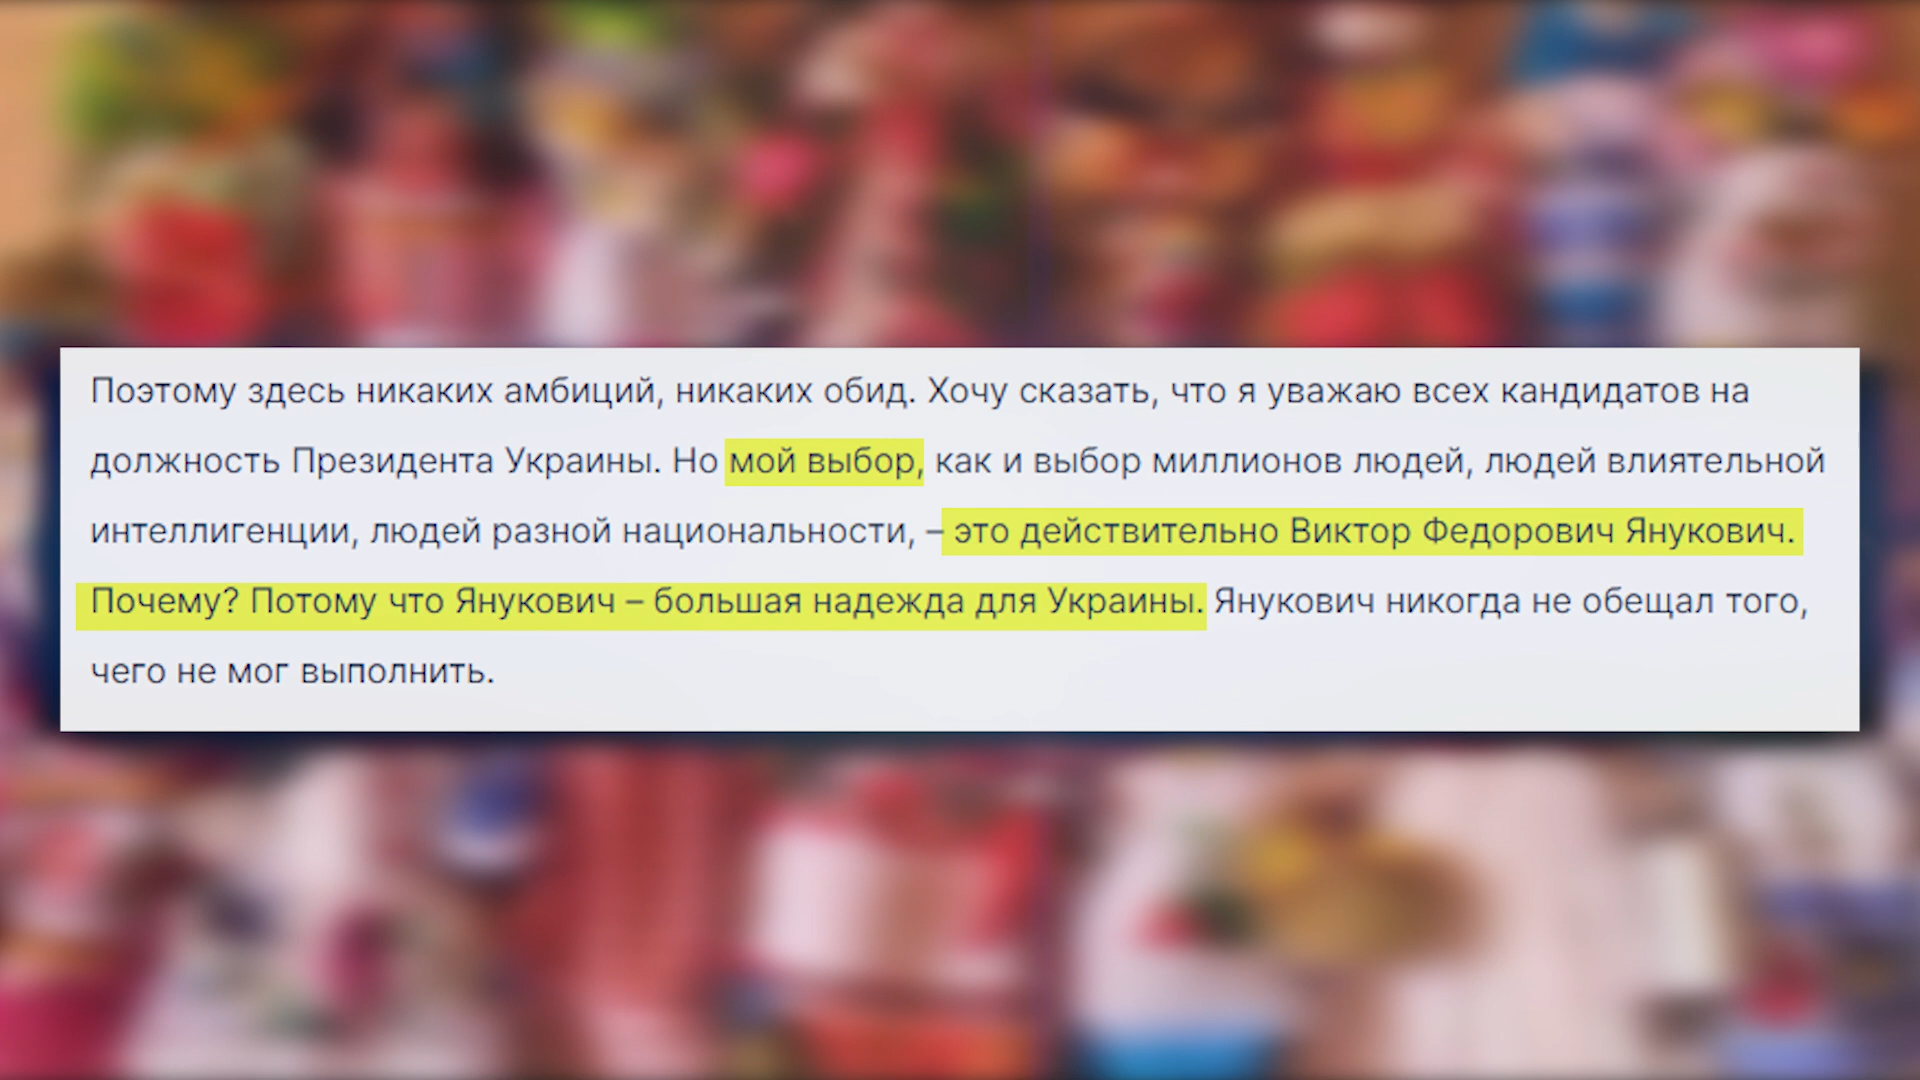 Поэтому здесь никаких амбиций, никаких обид. Хочу сказать, что я уважаю всех кандидатов на
должность Президента Украины. Но мой выбор, как и выбор миллионов людей, людей влиятельной
интеллигенции, людей разной национальности, – это действительно Виктор Федорович Янукович.
Почему? Потому что Янукович – большая надежда для Украины. Янукович никогда не обещал того,
чего не мог выполнить.